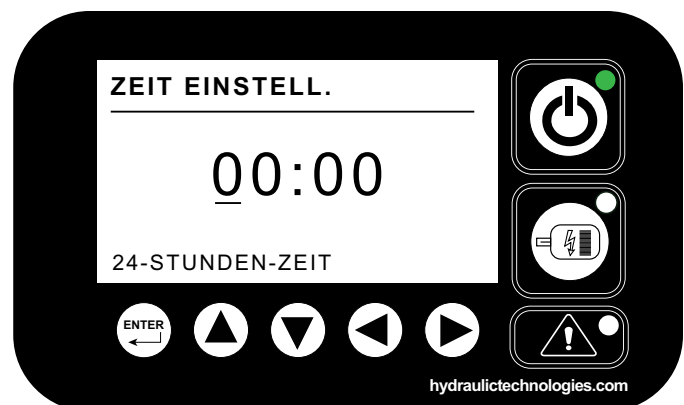 ZEIT EINSTELL.
00:00
24-STUNDEN-ZEIT
ENTER
hydraulictechnologies.com